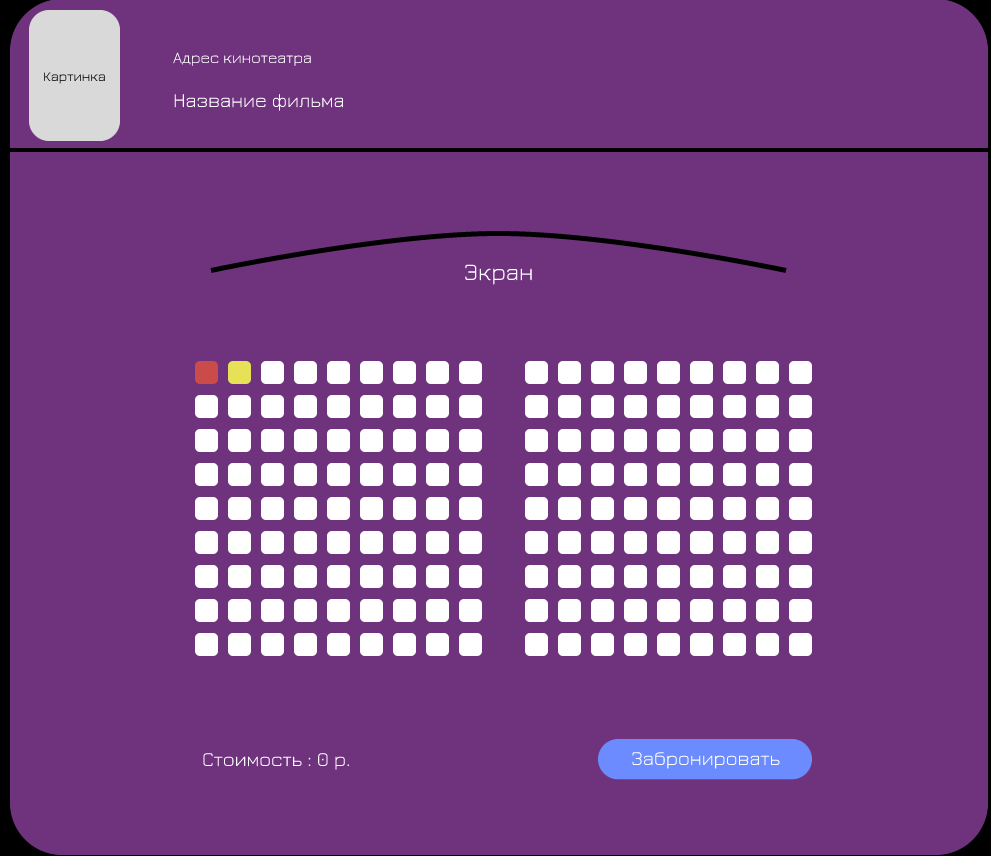 Картинка
Адрес кинотеатра
Название фильма
Экран
Стоимость : 0 р.
Забронировать